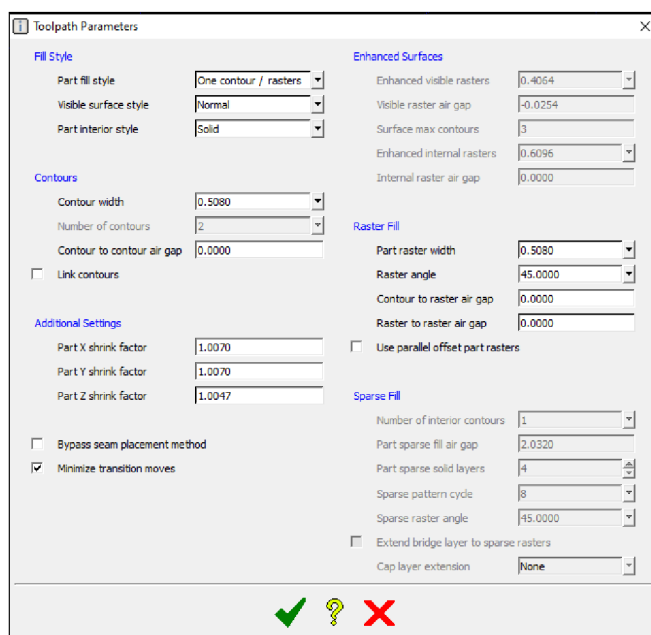 Toolpath Parameters
Fill Style
Part fill style One contour / rasters
Visible surface style Normal
Part interior style Solid
Contours
Contour width 0.5080
Number of contours 2
Contour to contour air gap 0.0000
Link contours
Additional Settings
Part X shrink factor 1.0070
Part Y shrink factor 1.0070
Part Z shrink factor 1.0047
Bypass seam placement method
Minimize transition moves
Enhanced Surfaces
Enhanced visible rasters 0.4064
Visible raster air gap -0.0254
Surface max contours 3
Enhanced internal rasters 0.6096
Internal raster air gap 0.0000
Raster Fill
Part raster width 0.5080
Raster angle 45.0000
Contour to raster air gap 0.0000
Raster to raster air gap 0.0000
Use parallel offset part rasters
Sparse Fill
Number of interior contours 1
Part sparse fill air gap 2.0320
Part sparse solid layers 4
Sparse pattern cycle 8
Sparse raster angle 45.0000
Extend bridge layer to sparse rasters
Cap layer extension None